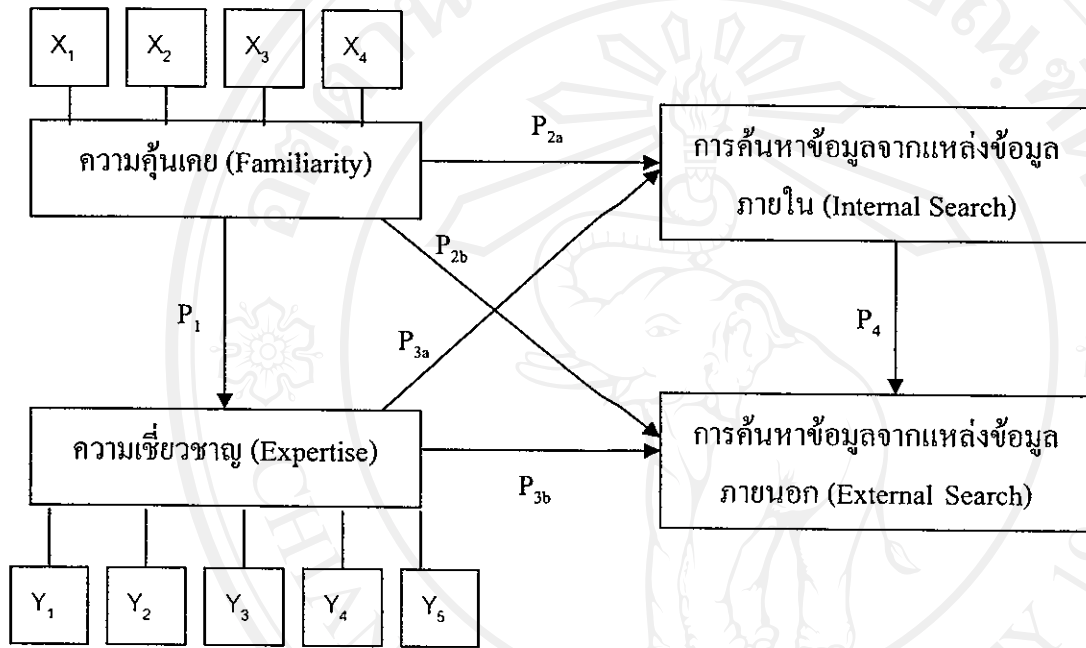 X₁ X₂ X₃ X₄
ความคุ้นเคย (Familiarity)
P₂ₐ
การค้นหาข้อมูลจากแหล่งข้อมูล
ภายใน (Internal Search)
P₁
P₂b
P₃ₐ
P₄
ความเชี่ยวชาญ (Expertise)
P₃b
การค้นหาข้อมูลจากแหล่งข้อมูล
ภายนอก (External Search)
Y₁ Y₂ Y₃ Y₄ Y₅